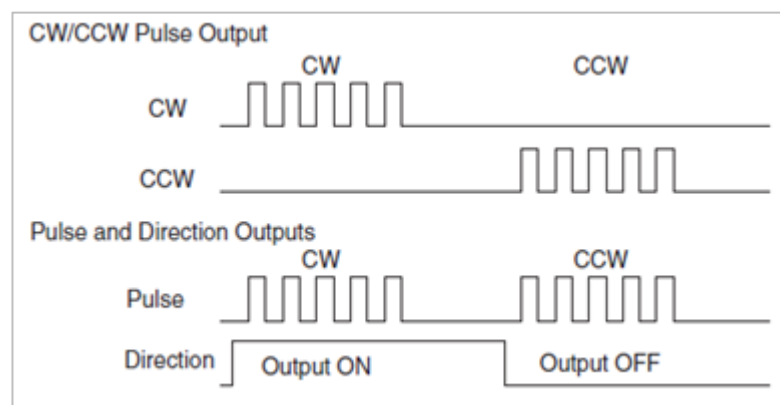 CW/CCW Pulse Output
CW CCW
CW
CCW
Pulse and Direction Outputs
CW CCW
Pulse
Direction Output ON Output OFF